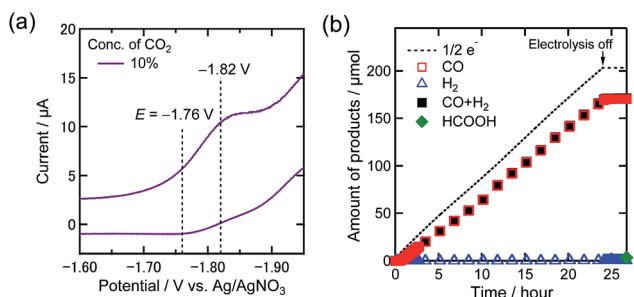 (a)
Conc. of CO2
10%
−1.82 V
E = −1.76 V
20
15
10
5
0
Current / μA
−1.60
−1.70
−1.80
−1.90
Potential / V vs. Ag/AgNO3
(b)
1/2 e-
CO
H2
CO+H2
HCOOH
Electrolysis off
200
150
100
50
0
Amount of products / μmol
0
5
10
15
20
25
Time / hour